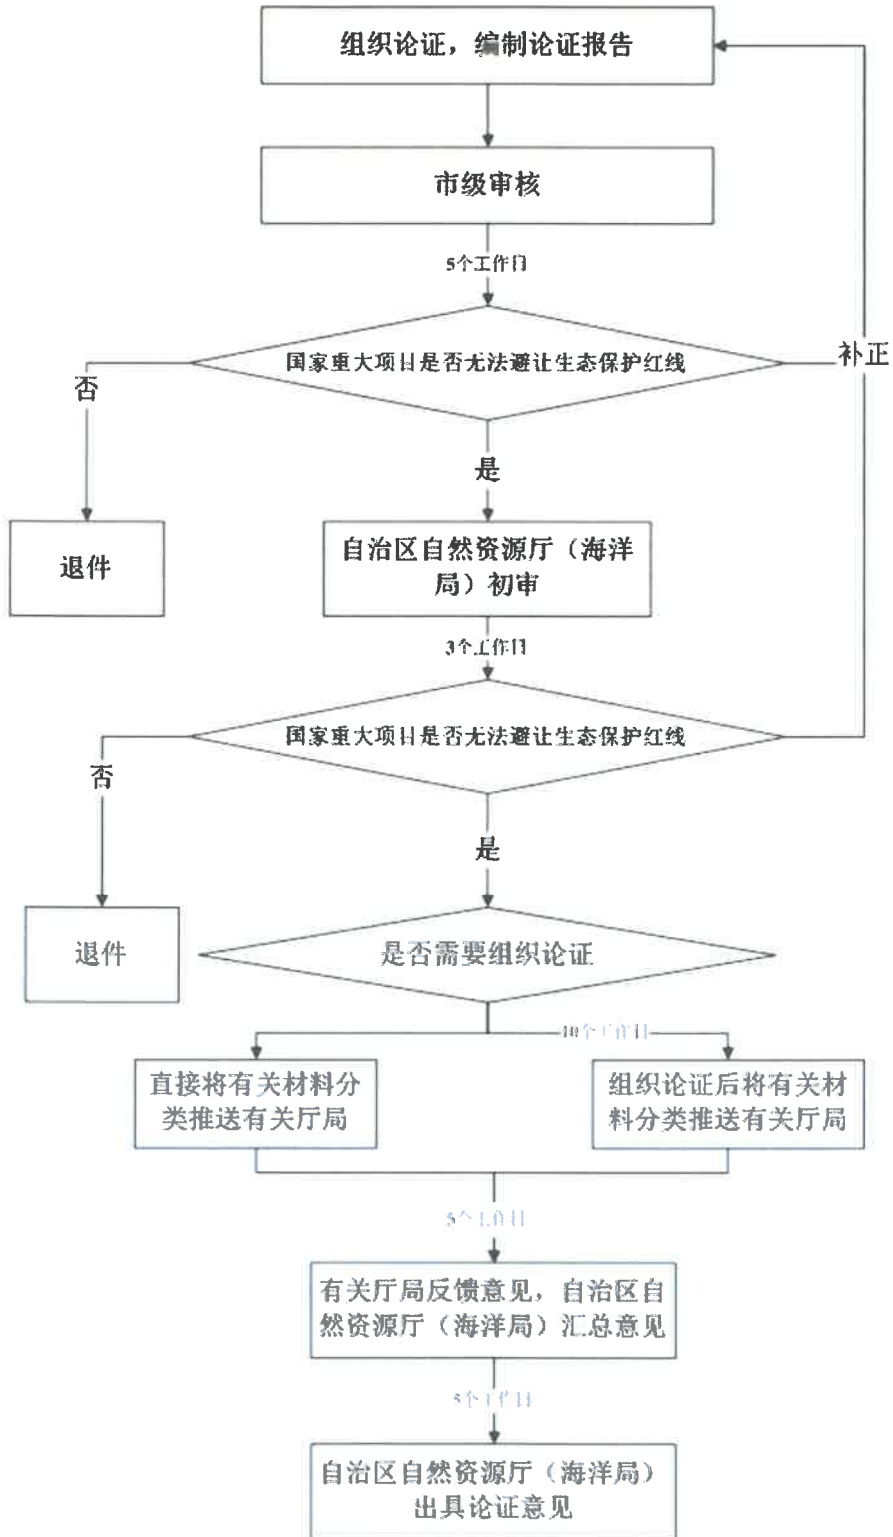 组织论证，编制论证报告
市级审核
5个工作日
国家重大项目是否无法避让生态保护红线
补正
否
是
退件
自治区自然资源厅（海洋
局）初审
3个工作日
国家重大项目是否无法避让生态保护红线
否
是
退件
是否需要组织论证
10个工作日
直接将有关材料分
类推送有关厅局
组织论证后将有关材
料分类推送有关厅局
5个工作日
有关厅局反馈意见，自治区自
然资源厅（海洋局）汇总意见
5个工作日
自治区自然资源厅（海洋局）
出具论证意见